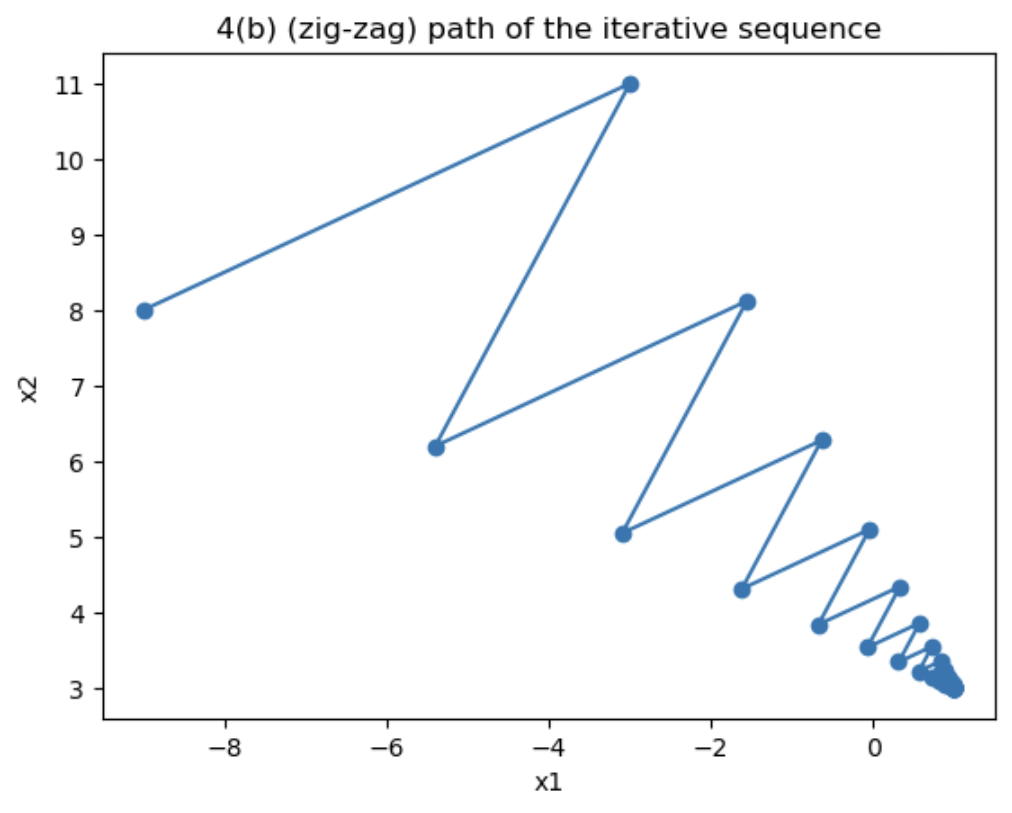 4(b) (zig-zag) path of the iterative sequence
11
10
9
8
7
6
5
4
3
x2
−8 −6 −4 −2 0
x1